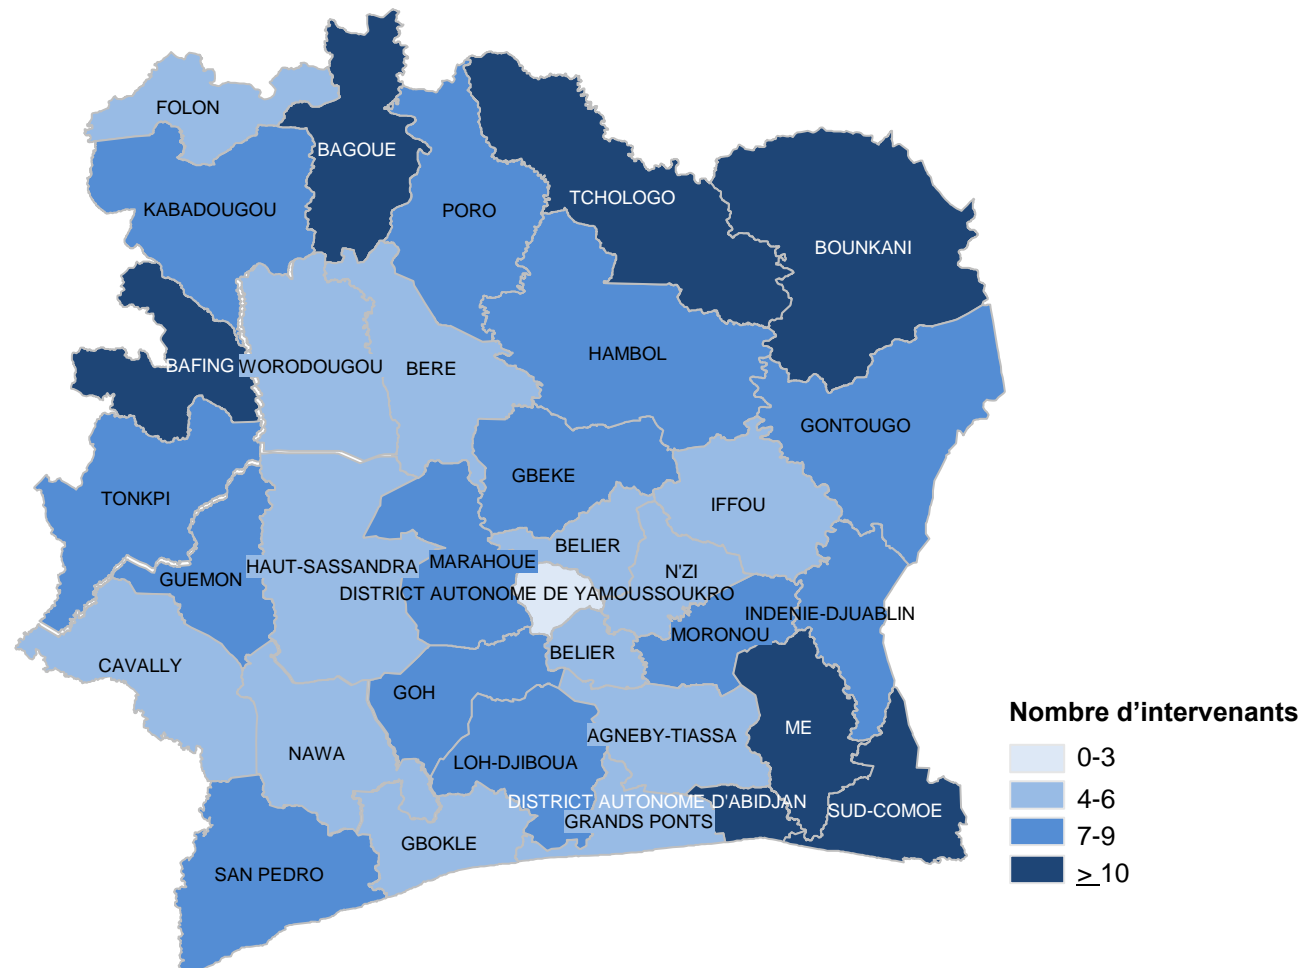 FOLON
BAGOUE
KABADOUGOU
PORO
TCHOLOGO
BOUNKANI
BAFING
WORODOUGOU
BERE
HAMBOL
GONTOUGO
TONKPI
GBEKE
IFFOU
BELIER
HAUT-SASSANDRA
MARAHOUE
N'ZI
GUEMON
DISTRICT AUTONOME DE YAMOUSSOUKRO
INDENIE-DJUABLIN
MORONOU
CAVALLY
BELIER
GOH
ME
AGNEBY-TIASSA
NAWA
LOH-DJIBOUA
DISTRICT AUTONOME D'ABIDJAN
SUD-COMOE
GRANDS PONTS
GBOKLE
SAN PEDRO
Nombre d’intervenants
0-3
4-6
7-9
> 10